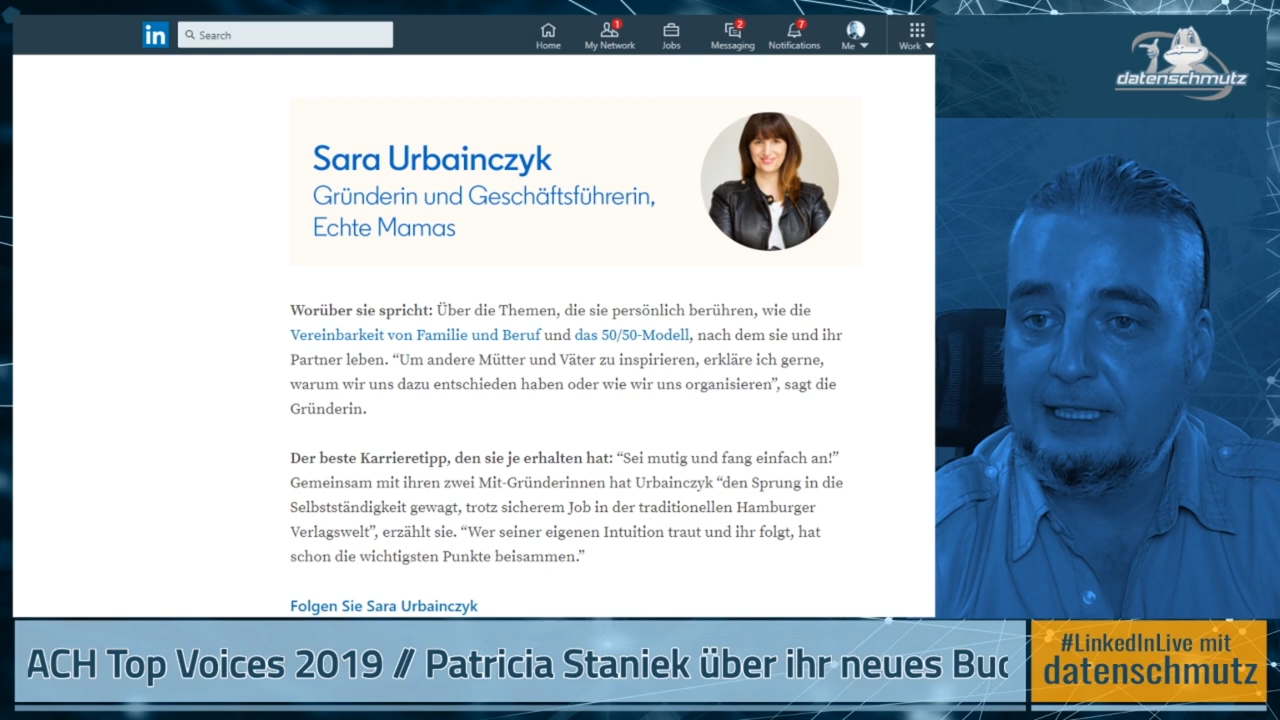 in
Search
Home
1
My Network
Jobs
2
Messaging
7
Notifications
Me
Work
datenschmutz
Sara Urbainczyk
Gründerin und Geschäftsführerin,
Echte Mamas
Worüber sie spricht: Über die Themen, die sie persönlich berühren, wie die
Vereinbarkeit von Familie und Beruf und das 50/50-Modell, nach dem sie und ihr
Partner leben. “Um andere Mütter und Väter zu inspirieren, erkläre ich gerne,
warum wir uns dazu entschieden haben oder wie wir uns organisieren”, sagt die
Gründerin.
Der beste Karrieretipp, den sie je erhalten hat: “Sei mutig und fang einfach an!”
Gemeinsam mit ihren zwei Mit-Gründerinnen hat Urbainczyk “den Sprung in die
Selbstständigkeit gewagt, trotz sicherem Job in der traditionellen Hamburger
Verlagswelt”, erzählt sie. “Wer seiner eigenen Intuition traut und ihr folgt, hat
schon die wichtigsten Punkte beisammen.”
Folgen Sie Sara Urbainczyk
ACH Top Voices 2019 // Patricia Staniek über ihr neues Buc
#LinkedInLive mit
datenschmutz